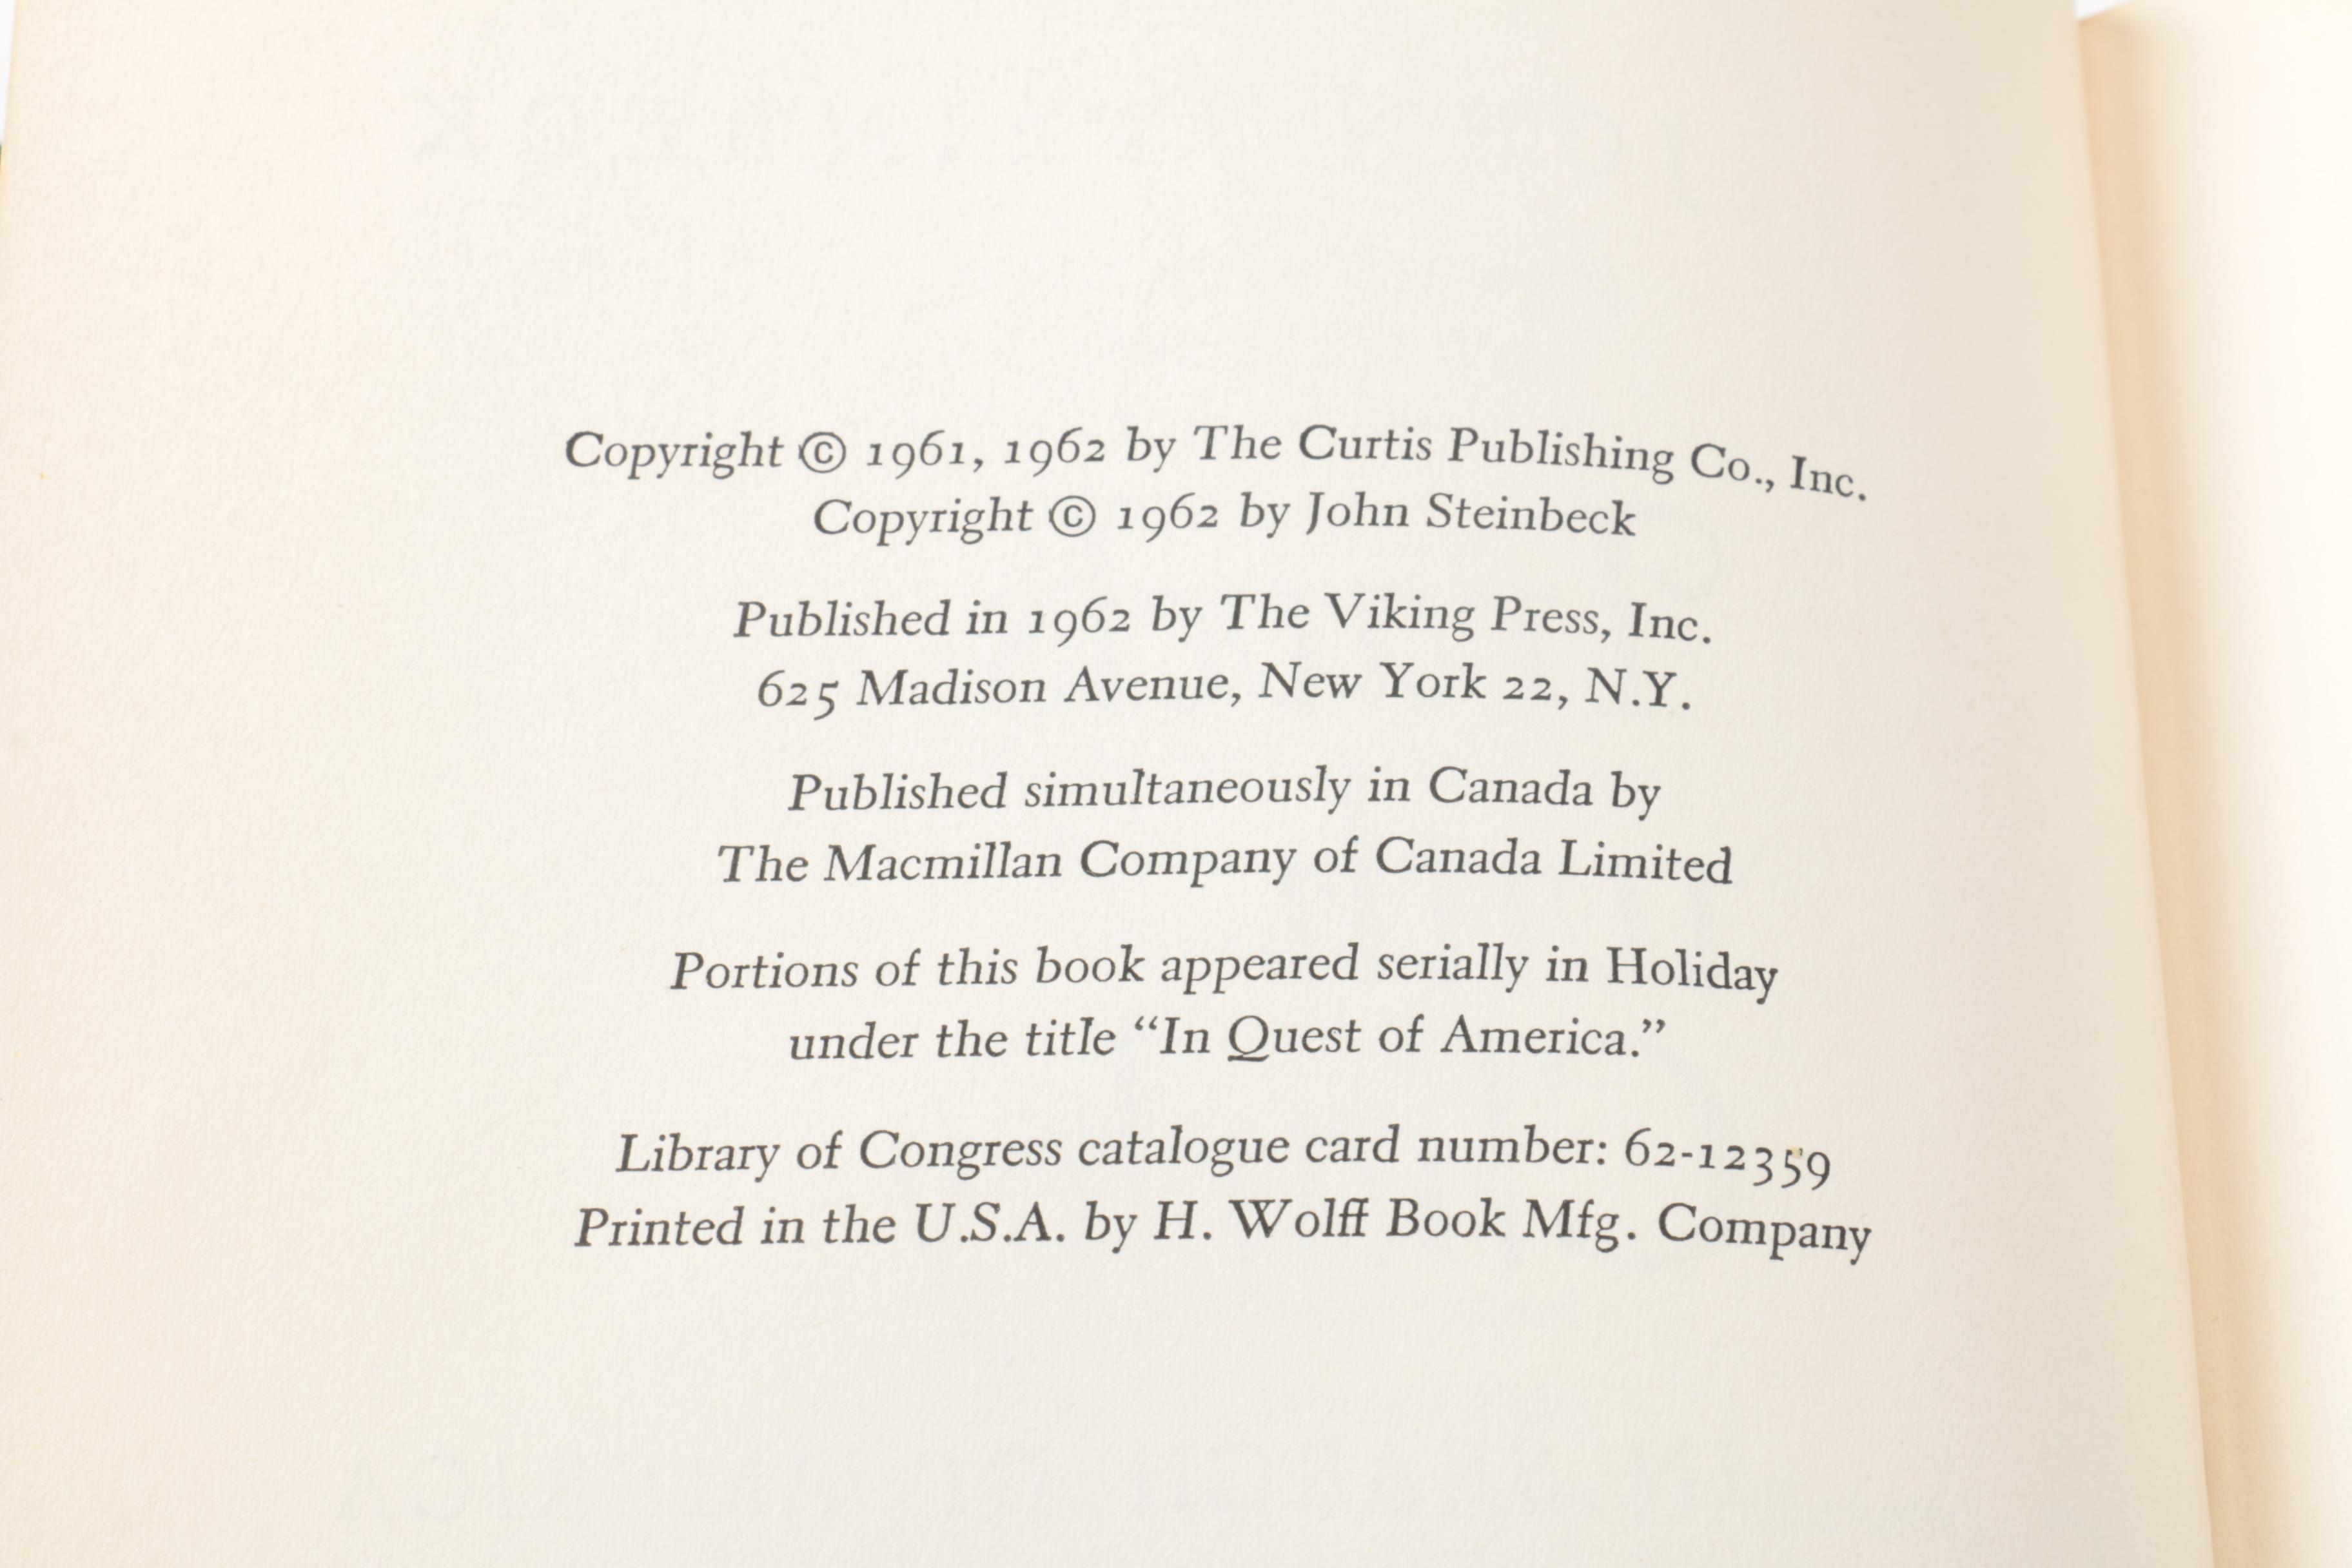 Copyright © 1961, 1962 by The Curtis Publishing Co., Inc.
Copyright © 1962 by John Steinbeck
Published in 1962 by The Viking Press, Inc.
625 Madison Avenue, New York 22, N.Y.
Published simultaneously in Canada by
The Macmillan Company of Canada Limited
Portions of this book appeared serially in Holiday
under the title “In Quest of America.”
Library of Congress catalogue card number: 62-12359
Printed in the U.S.A. by H. Wolff Book Mfg. Company